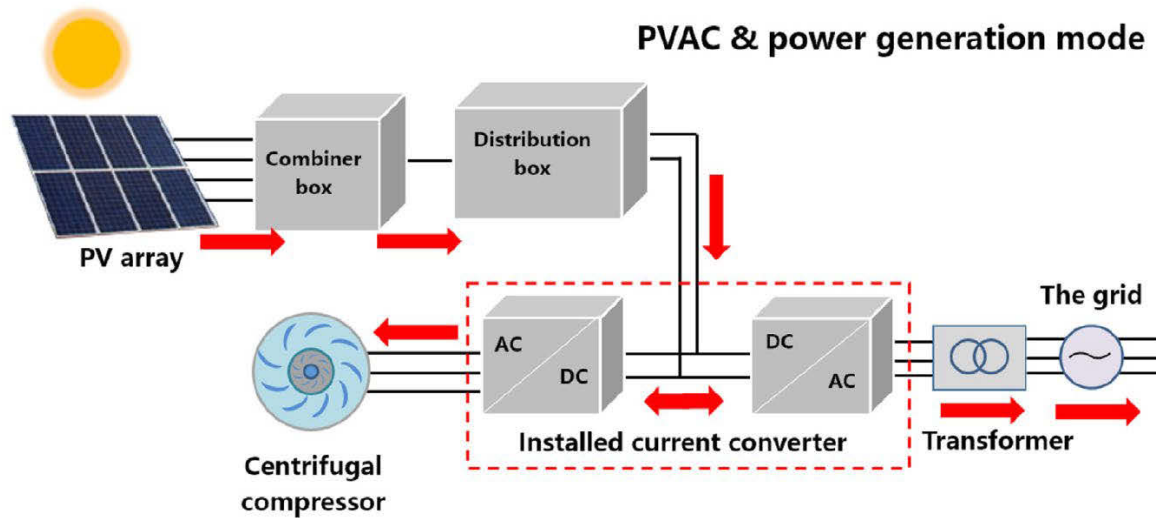 PVAC & power generation mode
Combiner
box
Distribution
box
PV array
The grid
AC
DC
DC
AC
Installed current converter
Transformer
Centrifugal
compressor